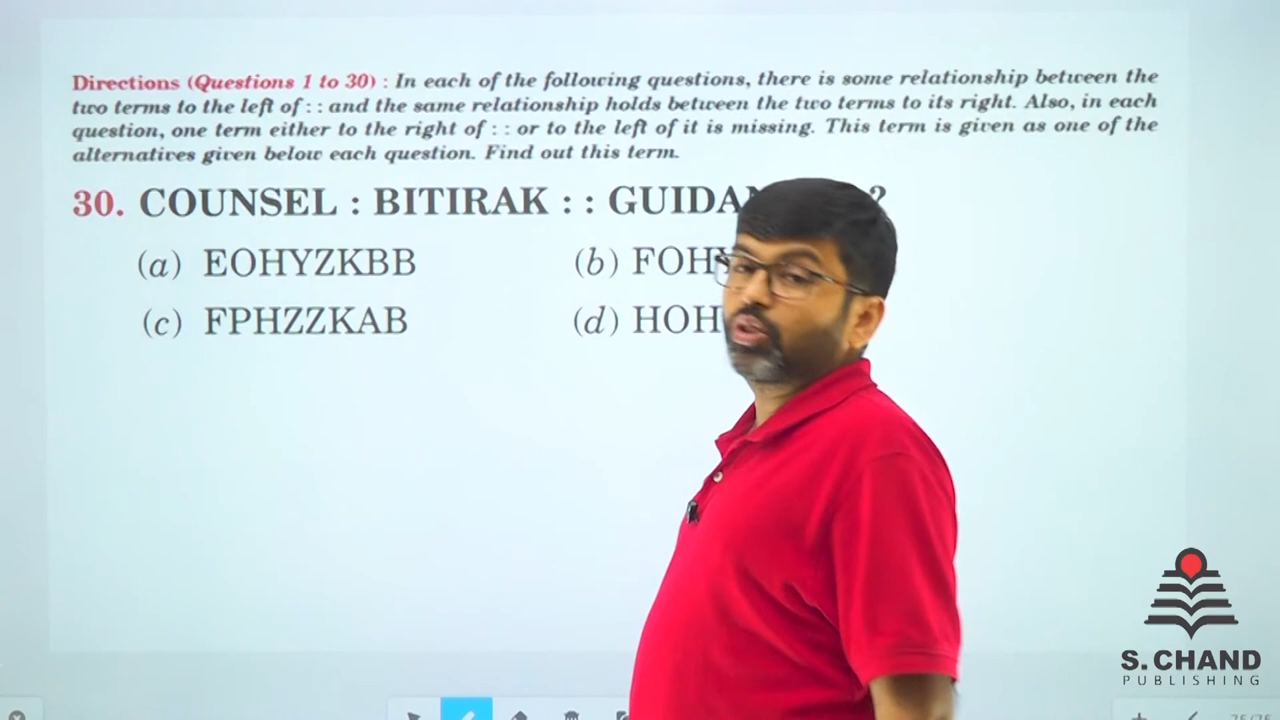 Directions (Questions 1 to 30) : In each of the following questions, there is some relationship between the
two terms to the left of : : and the same relationship holds between the two terms to its right. Also, in each
question, one term either to the right of : : or to the left of it is missing. This term is given as one of the
alternatives given below each question. Find out this term.
30. COUNSEL : BITIRAK : : GUIDA ?
(a) EOHYZKBB (b) FOHY
(c) FPHZZKAB (d) HOH
S. CHAND
PUBLISHING